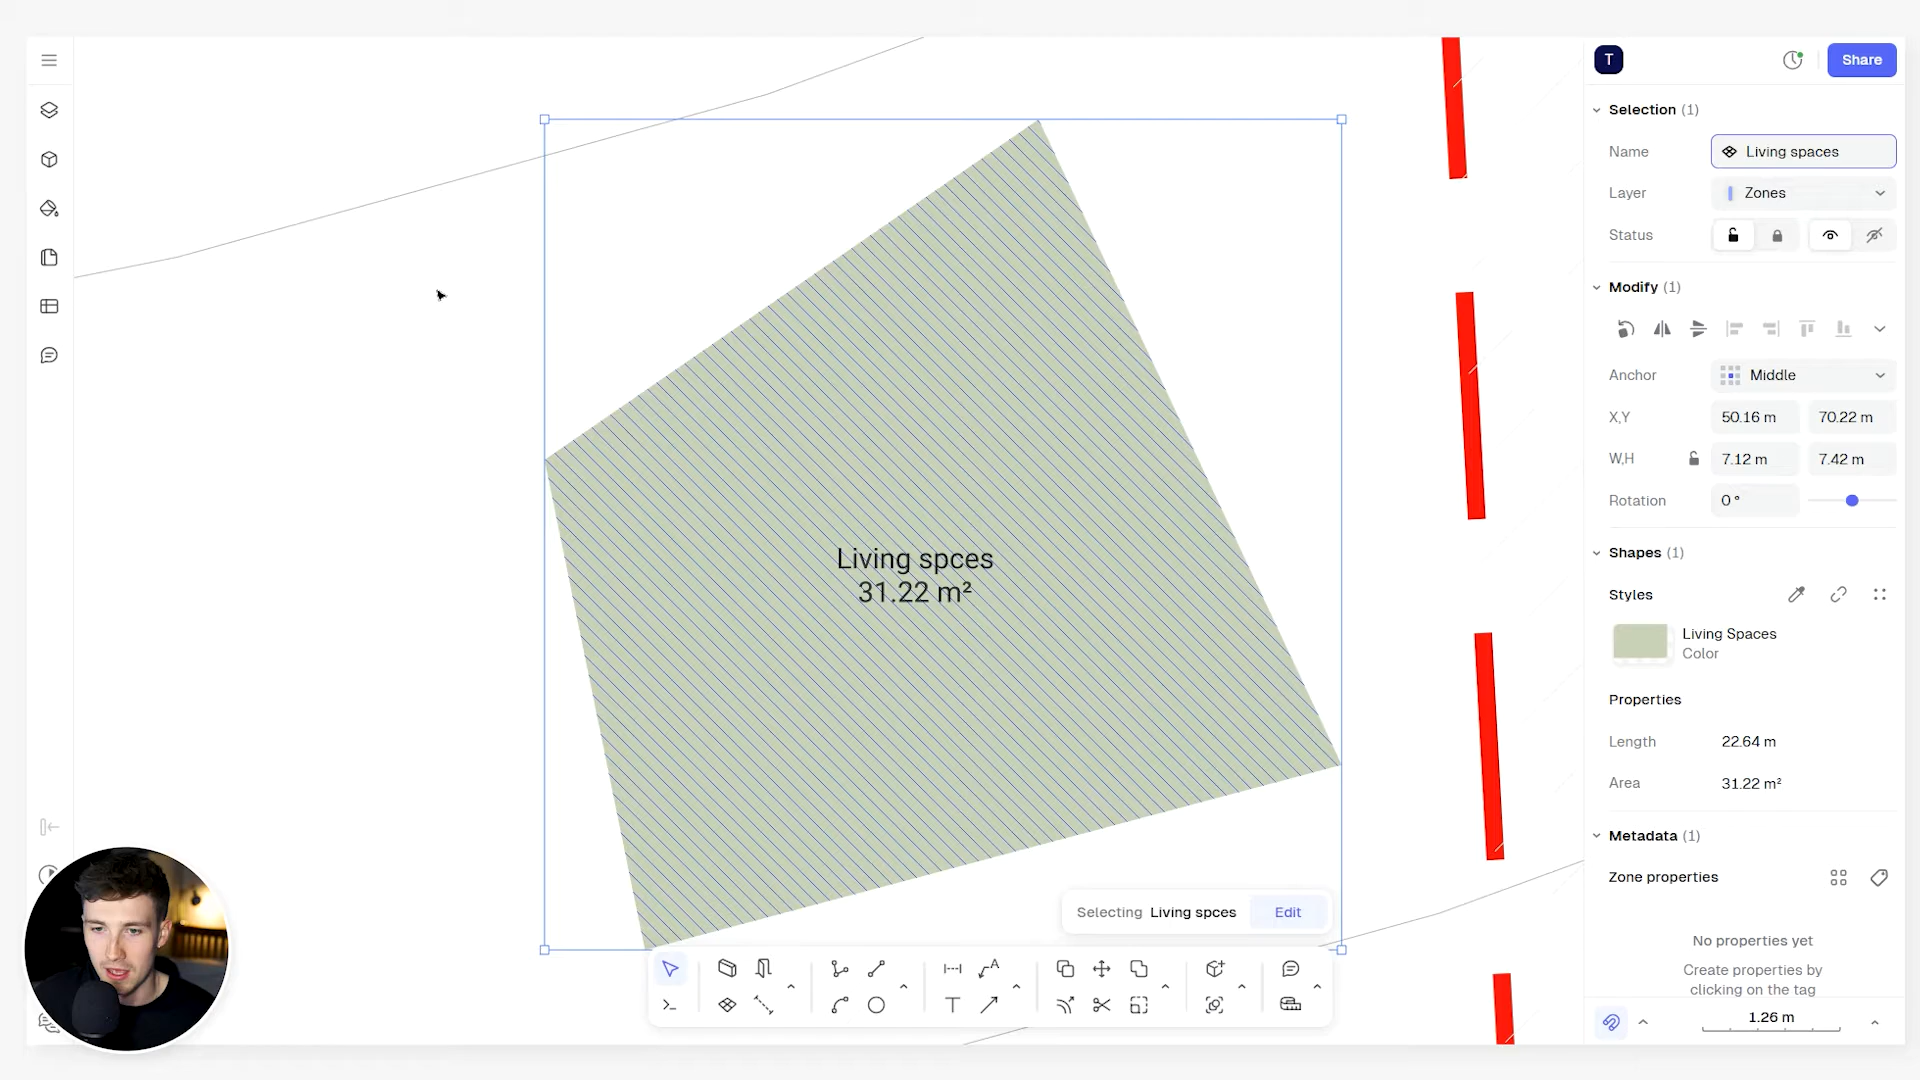 T
Share
Selection (1)
Name Living spaces
Layer Zones
Status
Modify (1)
Anchor Middle
X,Y 50.16 m 70.22 m
W,H 7.12 m 7.42 m
Rotation 0 °
Shapes (1)
Styles
Living Spaces
Color
Properties
Length 22.64 m
Area 31.22 m²
Metadata (1)
Zone properties
No properties yet
Create properties by
clicking on the tag
1.26 m
Living spces
31.22 m²
Selecting Living spces Edit